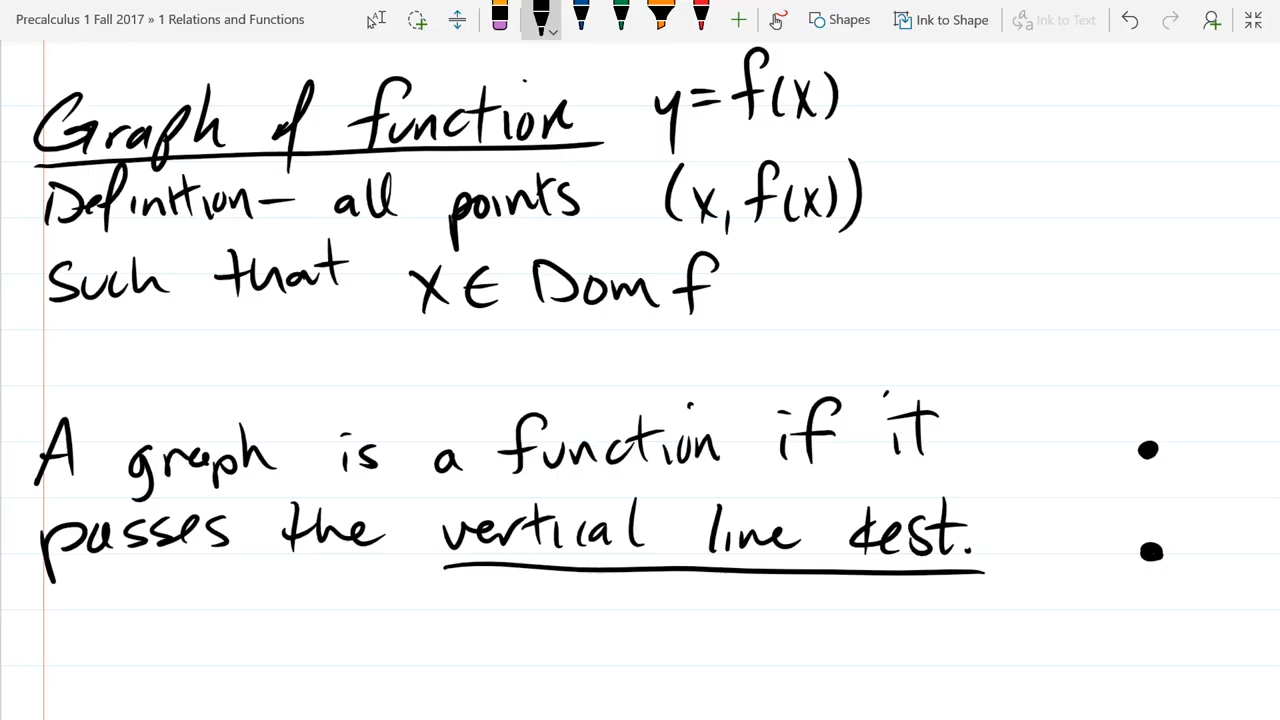 Precalculus 1 Fall 2017 » 1 Relations and Functions
Shapes
Ink to Shape
Ink to Text
Graph of function y=f(x)
Definition- all points (x, f(x))
Such that x∈ Dom f
A graph is a function if it
passes the vertical line test.